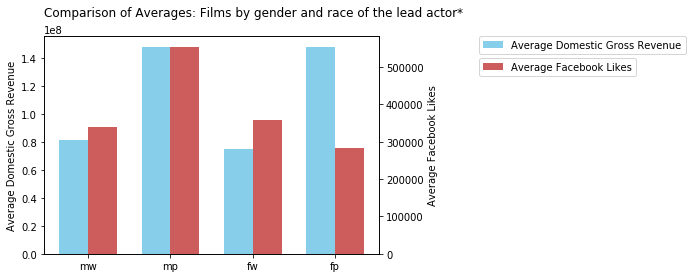 Comparison of Averages: Films by gender and race of the lead actor*
1e8
Average Domestic Gross Revenue
Average Facebook Likes
1.4
1.2
1.0
0.8
0.6
0.4
0.2
0.0
Average Domestic Gross Revenue
500000
400000
300000
200000
100000
0
Average Facebook Likes
mw mp fw fp